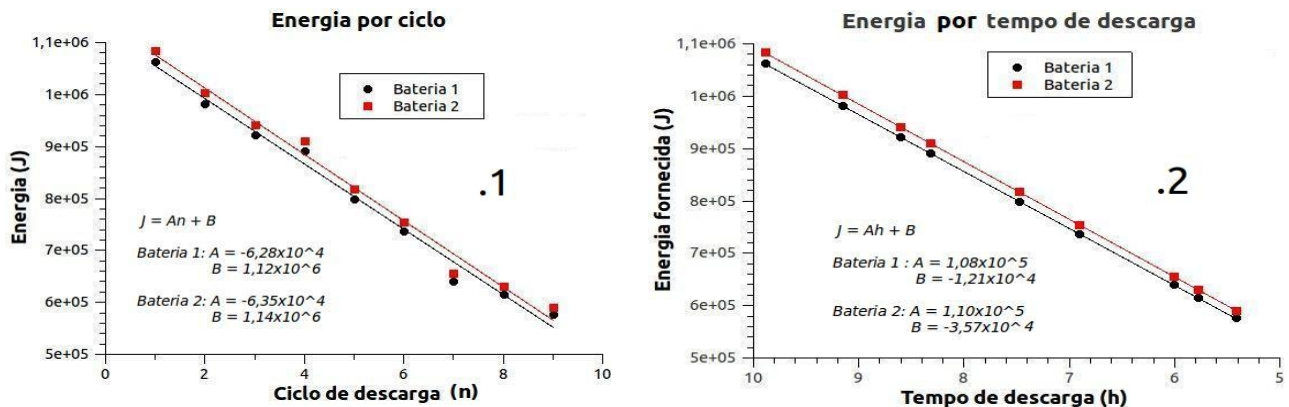 Energia por ciclo
1,1e+06
1e+06
9e+05
8e+05
7e+05
6e+05
5e+05
Energia (J)
Bateria 1
Bateria 2
.1
J = An + B
Bateria 1: A = -6,28x10^4
B = 1,12x10^6
Bateria 2: A = -6,35x10^4
B = 1,14x10^6
0 2 4 6 8 10
Ciclo de descarga (n)
Energia por tempo de descarga
1,1e+06
1e+06
9e+05
8e+05
7e+05
6e+05
5e+05
Energia fornecida (J)
Bateria 1
Bateria 2
.2
J = Ah + B
Bateria 1 : A = 1,08x10^5
B = -1,21x10^4
Bateria 2: A = 1,10x10^5
B = -3,57x10^4
10 9 8 7 6 5
Tempo de descarga (h)